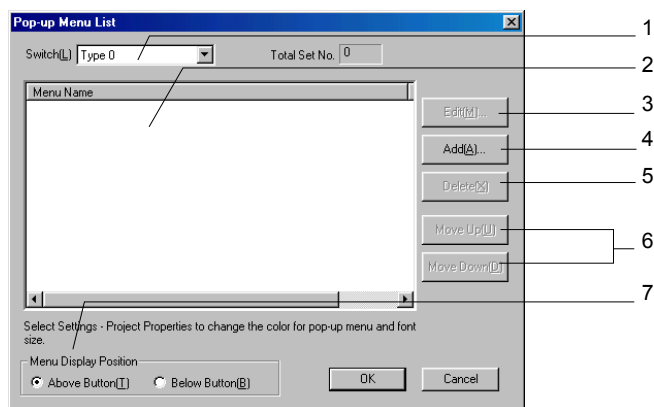 Pop-up Menu List
Switch(L) Type 0 Total Set No. 0
Menu Name
Edit(M)...
Add(A)...
Delete(X)
Move Up(U)
Move Down(D)
Select Settings - Project Properties to change the color for pop-up menu and font
size.
Menu Display Position
Above Button(T) Below Button(B)
OK Cancel
1
2
3
4
5
6
7